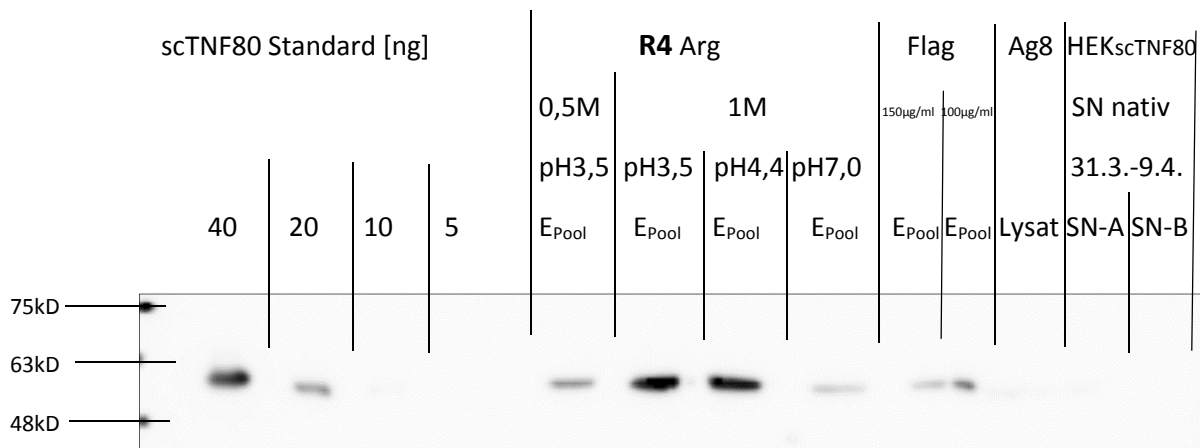 scTNF80 Standard [ng] R4 Arg Flag Ag8 HEKscTNF80
0,5M 1M 150µg/ml 100µg/ml SN nativ
pH3,5 pH3,5 pH4,4 pH7,0 31.3.-9.4.
40 20 10 5 EPool EPool EPool EPool EPool EPool Lysat SN-A SN-B
75kD
63kD
48kD